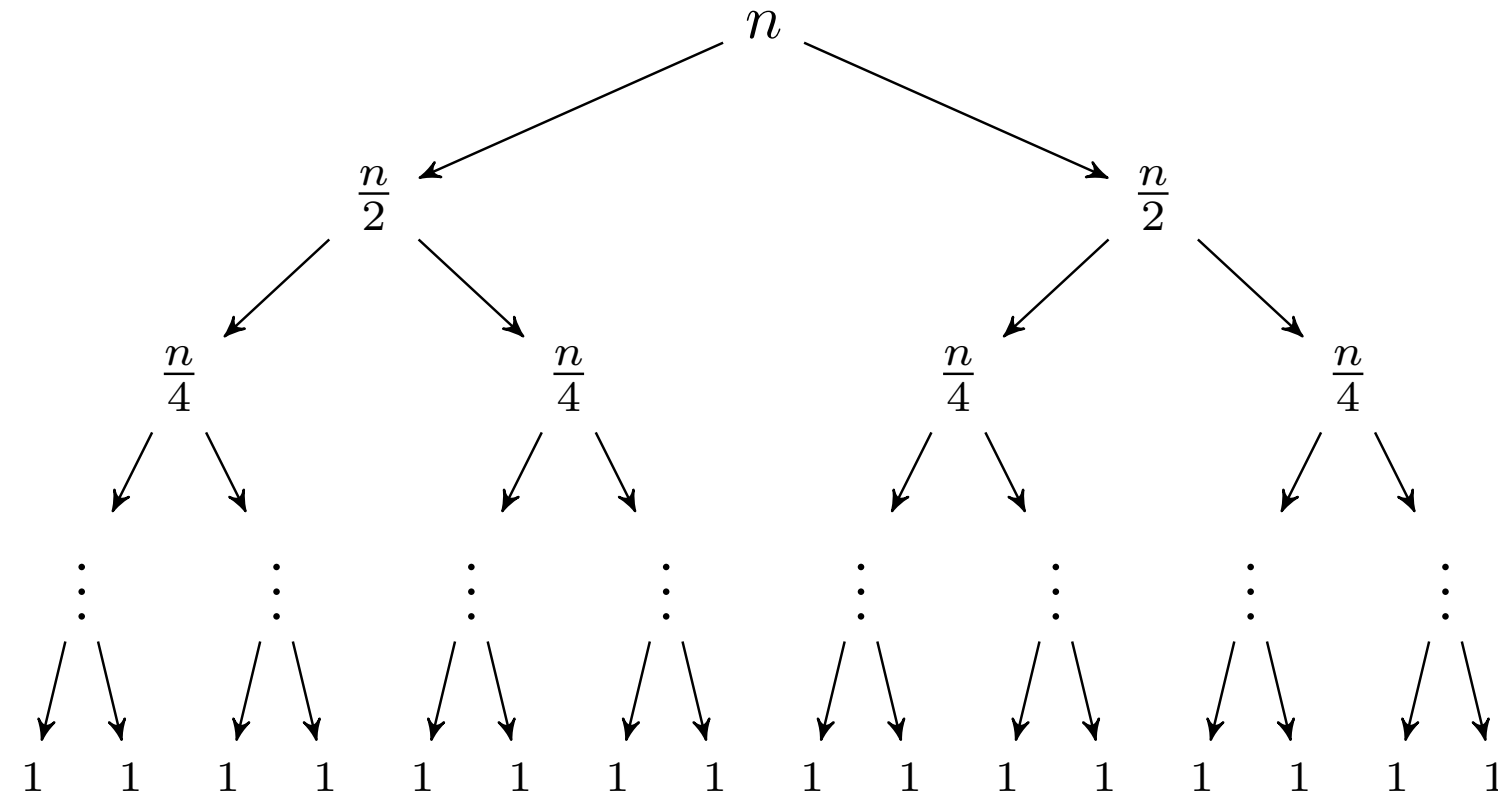 n
n/2 n/2
n/4 n/4 n/4 n/4
⋮ ⋮ ⋮ ⋮ ⋮ ⋮ ⋮ ⋮
1 1 1 1 1 1 1 1 1 1 1 1 1 1 1 1